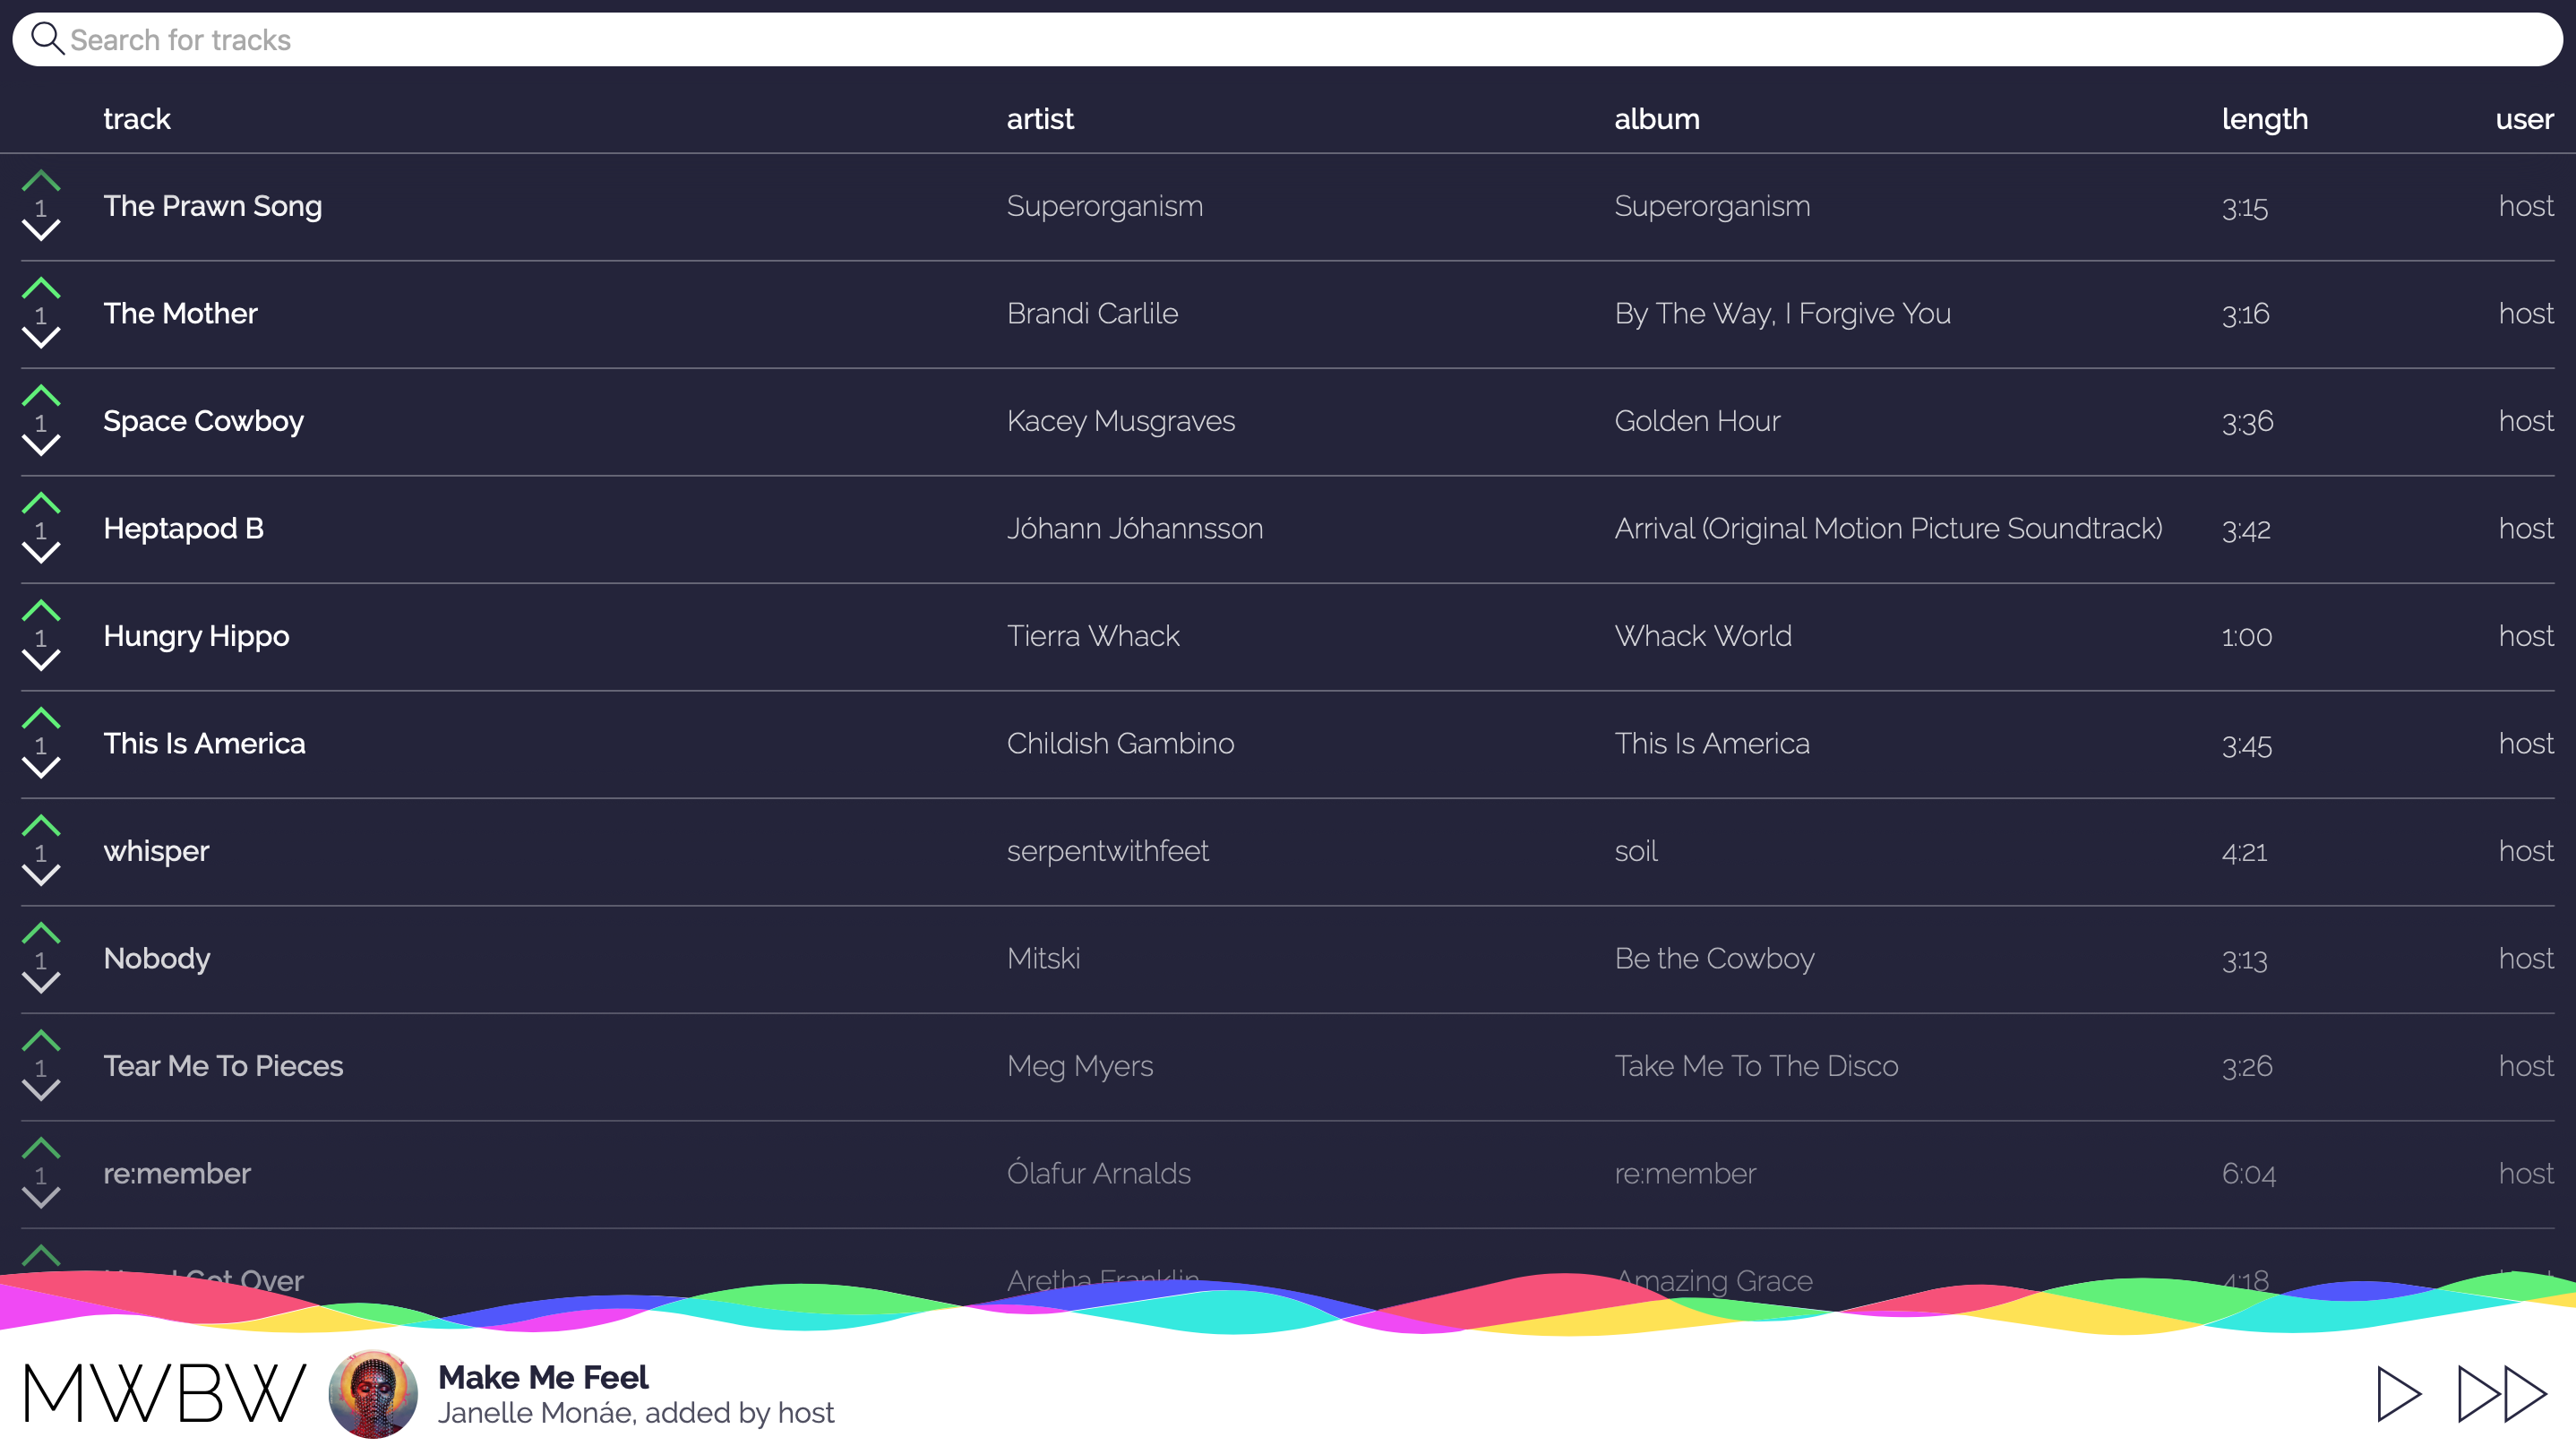 Search for tracks
track artist album length user
1 The Prawn Song Superorganism Superorganism 3:15 host
1 The Mother Brandi Carlile By The Way, I Forgive You 3:16 host
1 Space Cowboy Kacey Musgraves Golden Hour 3:36 host
1 Heptapod B Jóhann Jóhannsson Arrival (Original Motion Picture Soundtrack) 3:42 host
1 Hungry Hippo Tierra Whack Whack World 1:00 host
1 This Is America Childish Gambino This Is America 3:45 host
1 whisper serpentwithfeet soil 4:21 host
1 Nobody Mitski Be the Cowboy 3:13 host
1 Tear Me To Pieces Meg Myers Take Me To The Disco 3:26 host
1 re:member Ólafur Arnalds re:member 6:04 host
Got Over Aretha Franklin Amazing Grace 4:18
MWBW
Make Me Feel
Janelle Monáe, added by host